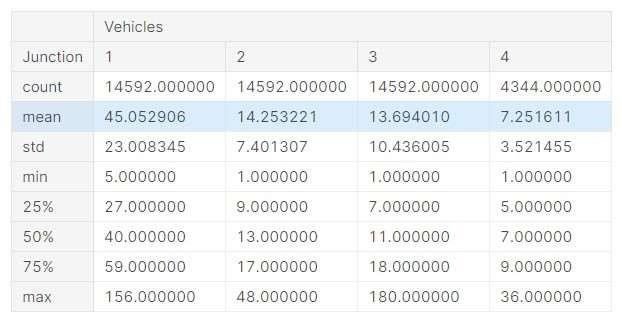 Vehicles
Junction 1 2 3 4
count 14592.000000 14592.000000 14592.000000 4344.000000
mean 45.052906 14.253221 13.694010 7.251611
std 23.008345 7.401307 10.436005 3.521455
min 5.000000 1.000000 1.000000 1.000000
25% 27.000000 9.000000 7.000000 5.000000
50% 40.000000 13.000000 11.000000 7.000000
75% 59.000000 17.000000 18.000000 9.000000
max 156.000000 48.000000 180.000000 36.000000